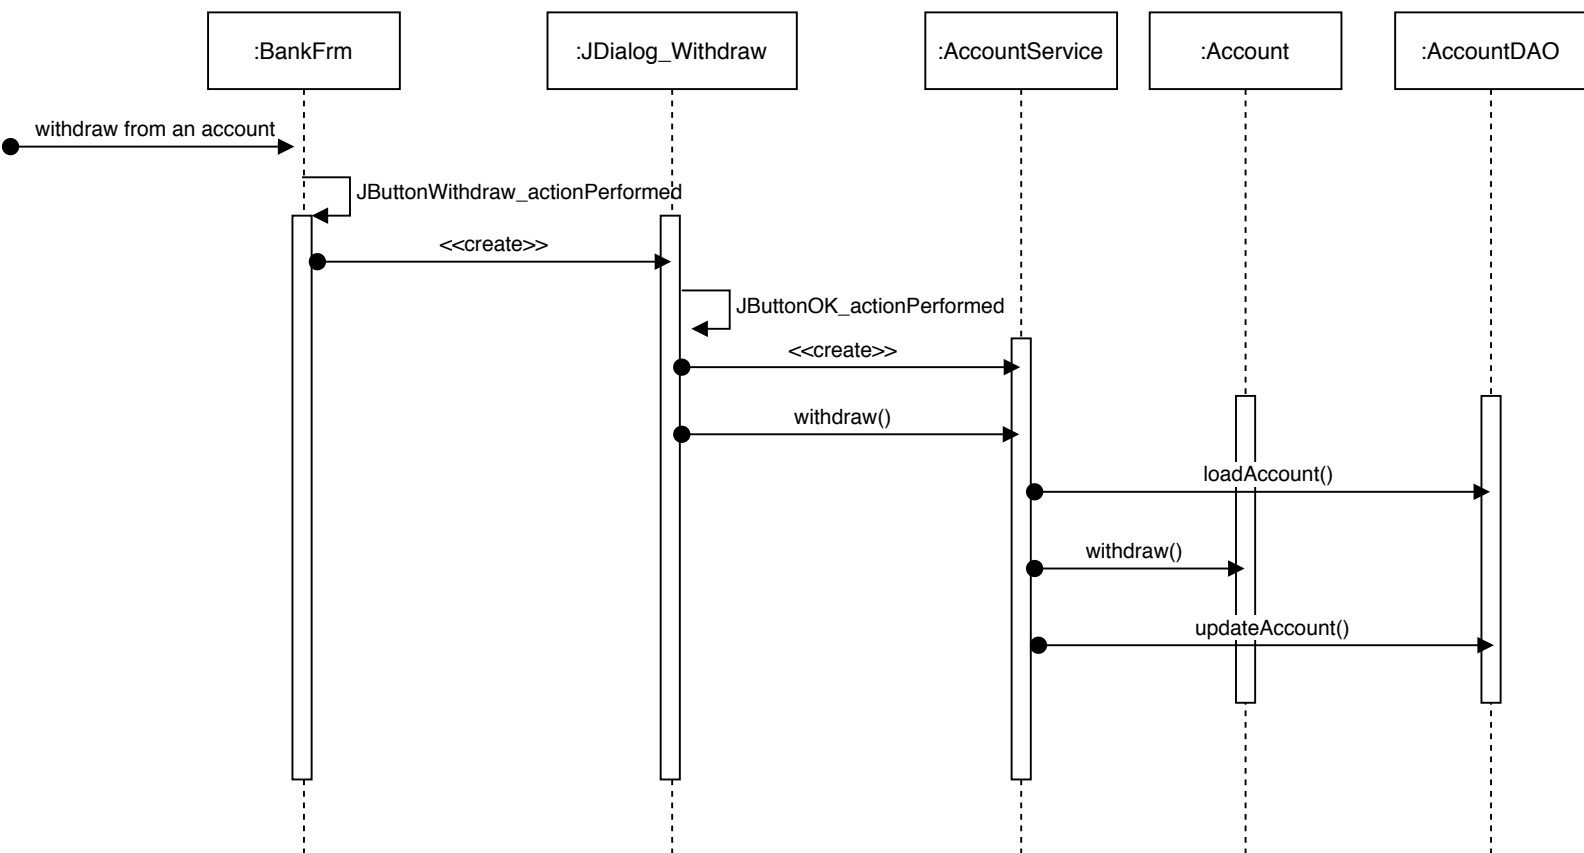 :BankFrm
:JDialog_Withdraw
:AccountService
:Account
:AccountDAO
withdraw from an account
JButtonWithdraw_actionPerformed
<<create>>
JButtonOK_actionPerformed
<<create>>
withdraw()
loadAccount()
withdraw()
updateAccount()